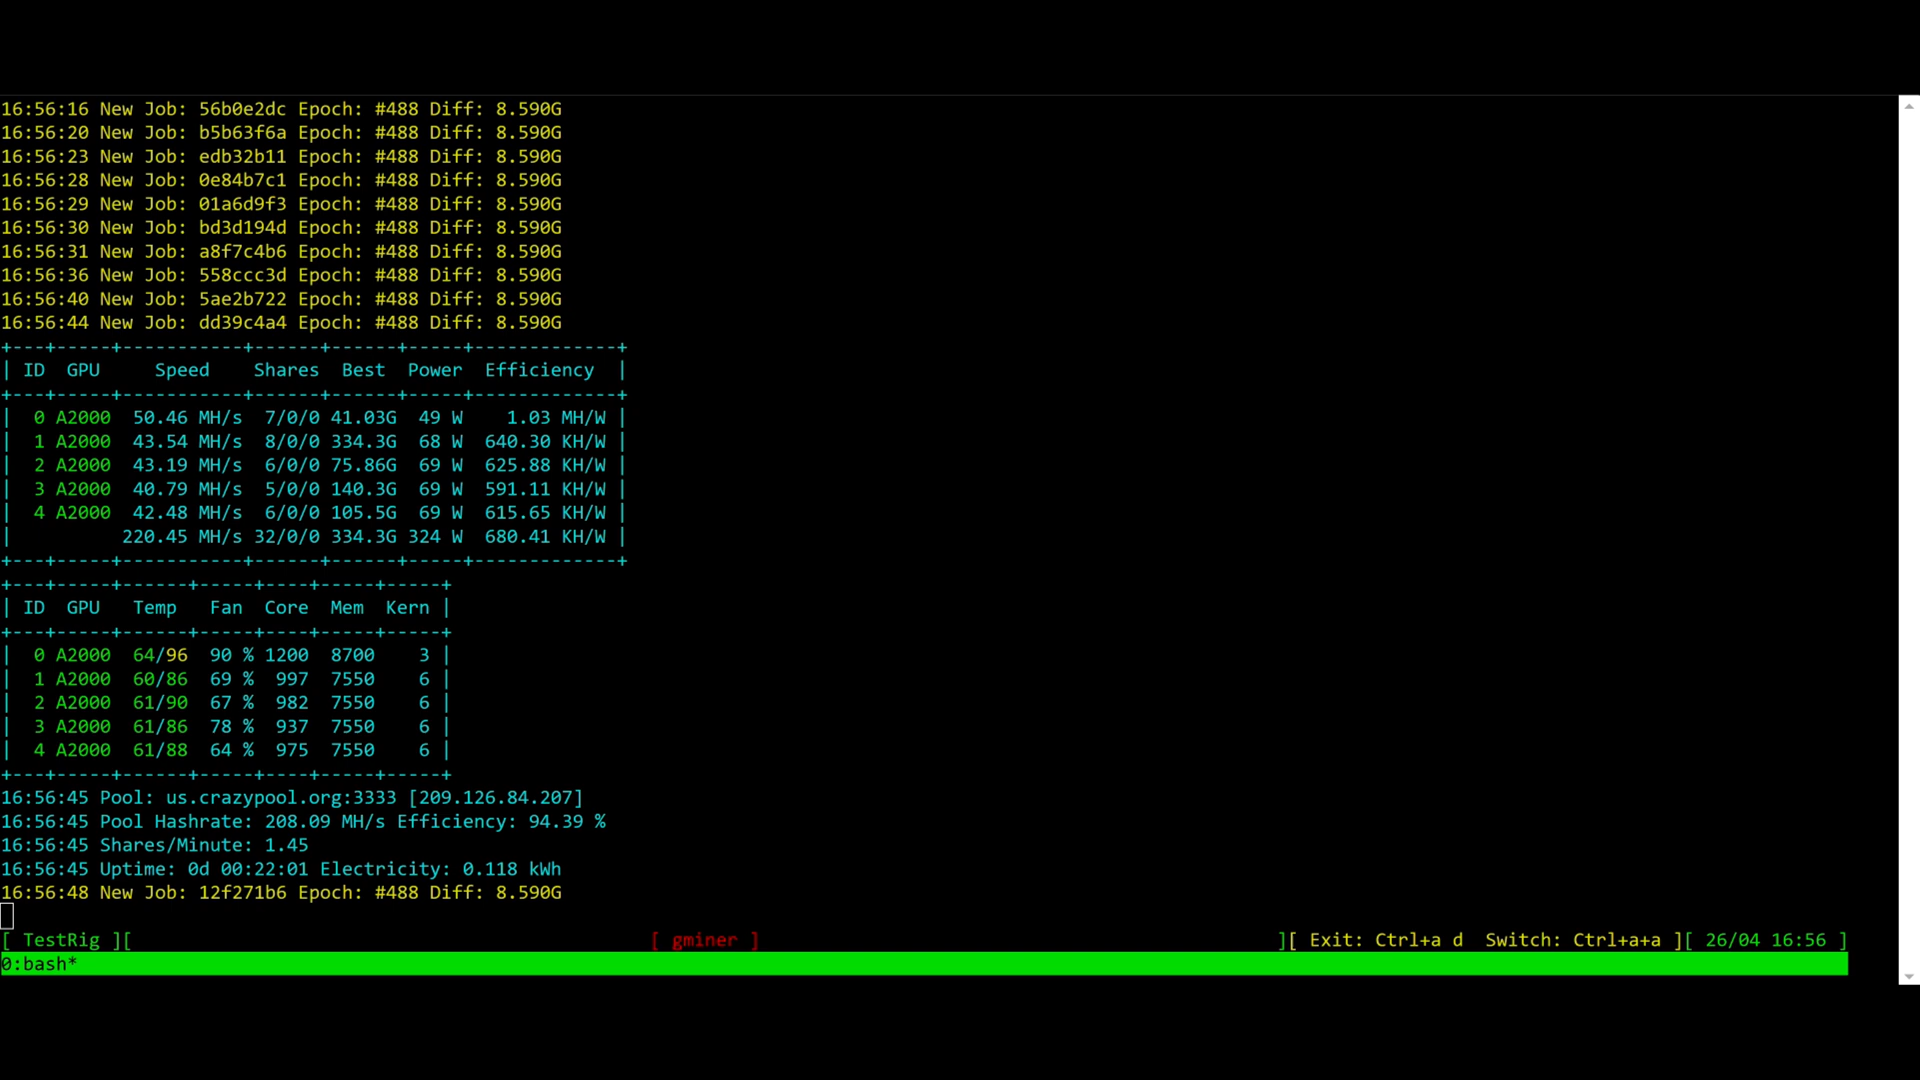 16:56:16 New Job: 56b0e2dc Epoch: #488 Diff: 8.590G
16:56:20 New Job: b5b63f6a Epoch: #488 Diff: 8.590G
16:56:23 New Job: edb32b11 Epoch: #488 Diff: 8.590G
16:56:28 New Job: 0e84b7c1 Epoch: #488 Diff: 8.590G
16:56:29 New Job: 01a6d9f3 Epoch: #488 Diff: 8.590G
16:56:30 New Job: bd3d194d Epoch: #488 Diff: 8.590G
16:56:31 New Job: a8f7c4b6 Epoch: #488 Diff: 8.590G
16:56:36 New Job: 558ccc3d Epoch: #488 Diff: 8.590G
16:56:40 New Job: 5ae2b722 Epoch: #488 Diff: 8.590G
16:56:44 New Job: dd39c4a4 Epoch: #488 Diff: 8.590G
+---+-----+-----------+------+------+-----+-------------+
| ID GPU Speed Shares Best Power Efficiency |
+---+-----+-----------+------+------+-----+-------------+
| 0 A2000 50.46 MH/s 7/0/0 41.03G 49 W 1.03 MH/W |
| 1 A2000 43.54 MH/s 8/0/0 334.3G 68 W 640.30 KH/W |
| 2 A2000 43.19 MH/s 6/0/0 75.86G 69 W 625.88 KH/W |
| 3 A2000 40.79 MH/s 5/0/0 140.3G 69 W 591.11 KH/W |
| 4 A2000 42.48 MH/s 6/0/0 105.5G 69 W 615.65 KH/W |
| 220.45 MH/s 32/0/0 334.3G 324 W 680.41 KH/W |
+---+-----+-----------+------+------+-----+-------------+
+---+-----+------+-----+----+-----+-----+
| ID GPU Temp Fan Core Mem Kern |
+---+-----+------+-----+----+-----+-----+
| 0 A2000 64/96 90 % 1200 8700 3 |
| 1 A2000 60/86 69 % 997 7550 6 |
| 2 A2000 61/90 67 % 982 7550 6 |
| 3 A2000 61/86 78 % 937 7550 6 |
| 4 A2000 61/88 64 % 975 7550 6 |
+---+-----+------+-----+----+-----+-----+
16:56:45 Pool: us.crazypool.org:3333 [209.126.84.207]
16:56:45 Pool Hashrate: 208.09 MH/s Efficiency: 94.39 %
16:56:45 Shares/Minute: 1.45
16:56:45 Uptime: 0d 00:22:01 Electricity: 0.118 kWh
16:56:48 New Job: 12f271b6 Epoch: #488 Diff: 8.590G
[ TestRig ][ [ gminer ] ][ Exit: Ctrl+a d Switch: Ctrl+a+a ][ 26/04 16:56 ]
0:bash*